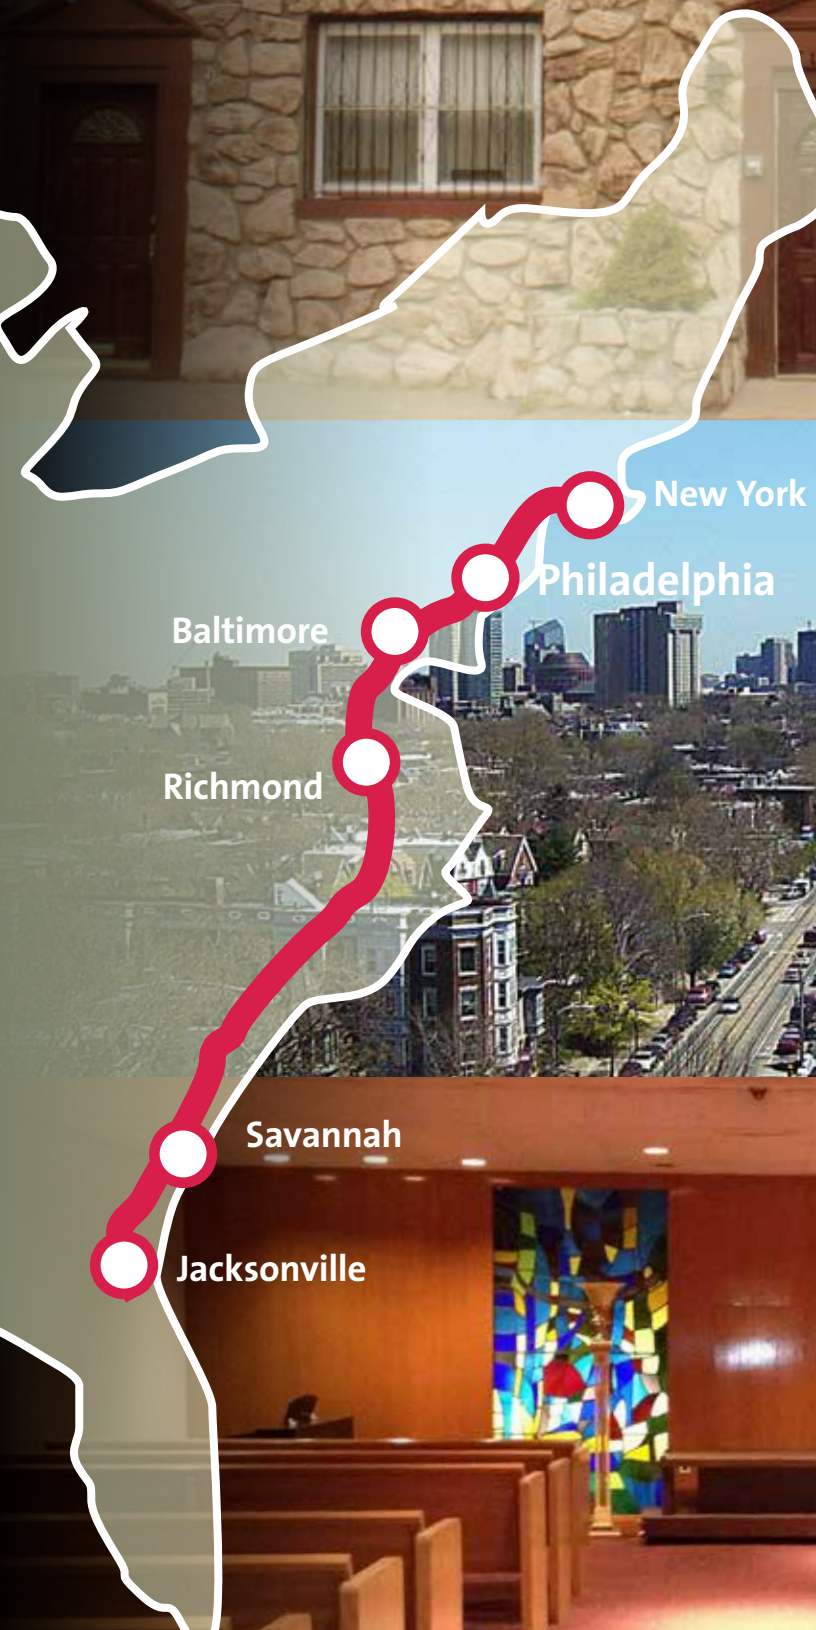 New York
Philadelphia
Baltimore
Richmond
Savannah
Jacksonville